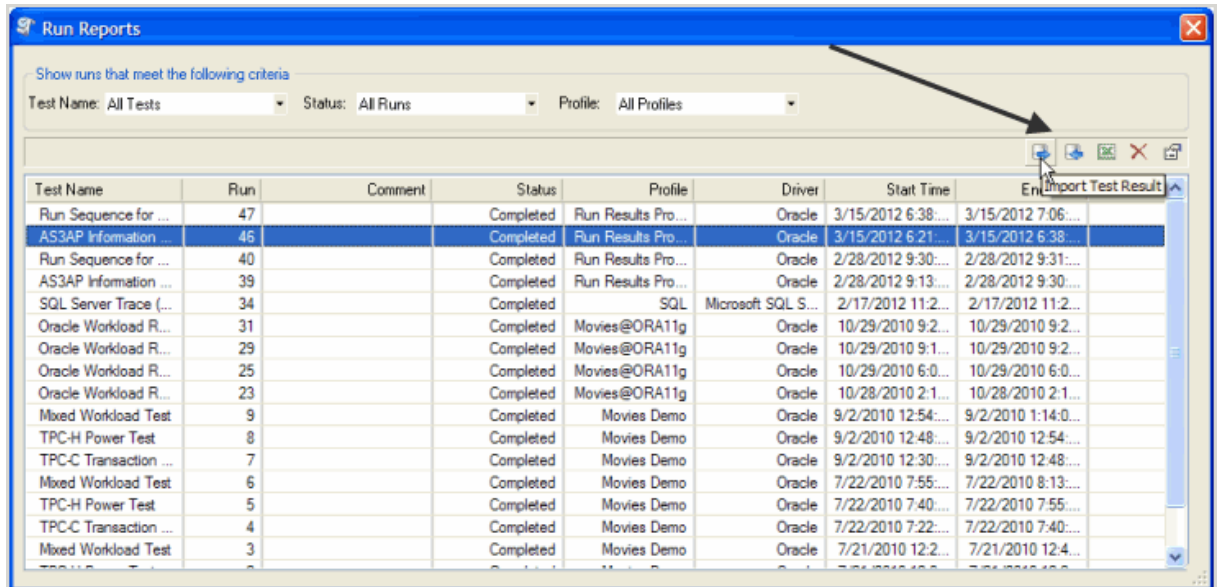 Run Reports
Show runs that meet the following criteria
Test Name: All Tests Status: All Runs Profile: All Profiles
Import Test Result
Test Name Run Comment Status Profile Driver Start Time En
Run Sequence for ... 47 Completed Run Results Pro... Oracle 3/15/2012 6:38:... 3/15/2012 7:06:...
AS3AP Information ... 46 Completed Run Results Pro... Oracle 3/15/2012 6:21:... 3/15/2012 6:38:...
Run Sequence for ... 40 Completed Run Results Pro... Oracle 2/28/2012 9:30:... 2/28/2012 9:31:...
AS3AP Information ... 39 Completed Run Results Pro... Oracle 2/28/2012 9:13:... 2/28/2012 9:30:...
SQL Server Trace (... 34 Completed SQL Microsoft SQL S... 2/17/2012 11:2... 2/17/2012 11:2...
Oracle Workload R... 31 Completed Movies@ORA11g Oracle 10/29/2010 9:2... 10/29/2010 9:2...
Oracle Workload R... 29 Completed Movies@ORA11g Oracle 10/29/2010 9:1... 10/29/2010 9:2...
Oracle Workload R... 25 Completed Movies@ORA11g Oracle 10/29/2010 6:0... 10/29/2010 6:0...
Oracle Workload R... 23 Completed Movies@ORA11g Oracle 10/28/2010 2:1... 10/28/2010 2:1...
Mixed Workload Test 9 Completed Movies Demo Oracle 9/2/2010 12:54:... 9/2/2010 1:14:0...
TPC-H Power Test 8 Completed Movies Demo Oracle 9/2/2010 12:48:... 9/2/2010 12:54:...
TPC-C Transaction ... 7 Completed Movies Demo Oracle 9/2/2010 12:30:... 9/2/2010 12:48:...
Mixed Workload Test 6 Completed Movies Demo Oracle 7/22/2010 7:55:... 7/22/2010 8:13:...
TPC-H Power Test 5 Completed Movies Demo Oracle 7/22/2010 7:40:... 7/22/2010 7:55:...
TPC-C Transaction ... 4 Completed Movies Demo Oracle 7/22/2010 7:22:... 7/22/2010 7:40:...
Mixed Workload Test 3 Completed Movies Demo Oracle 7/21/2010 12:2... 7/21/2010 12:4...